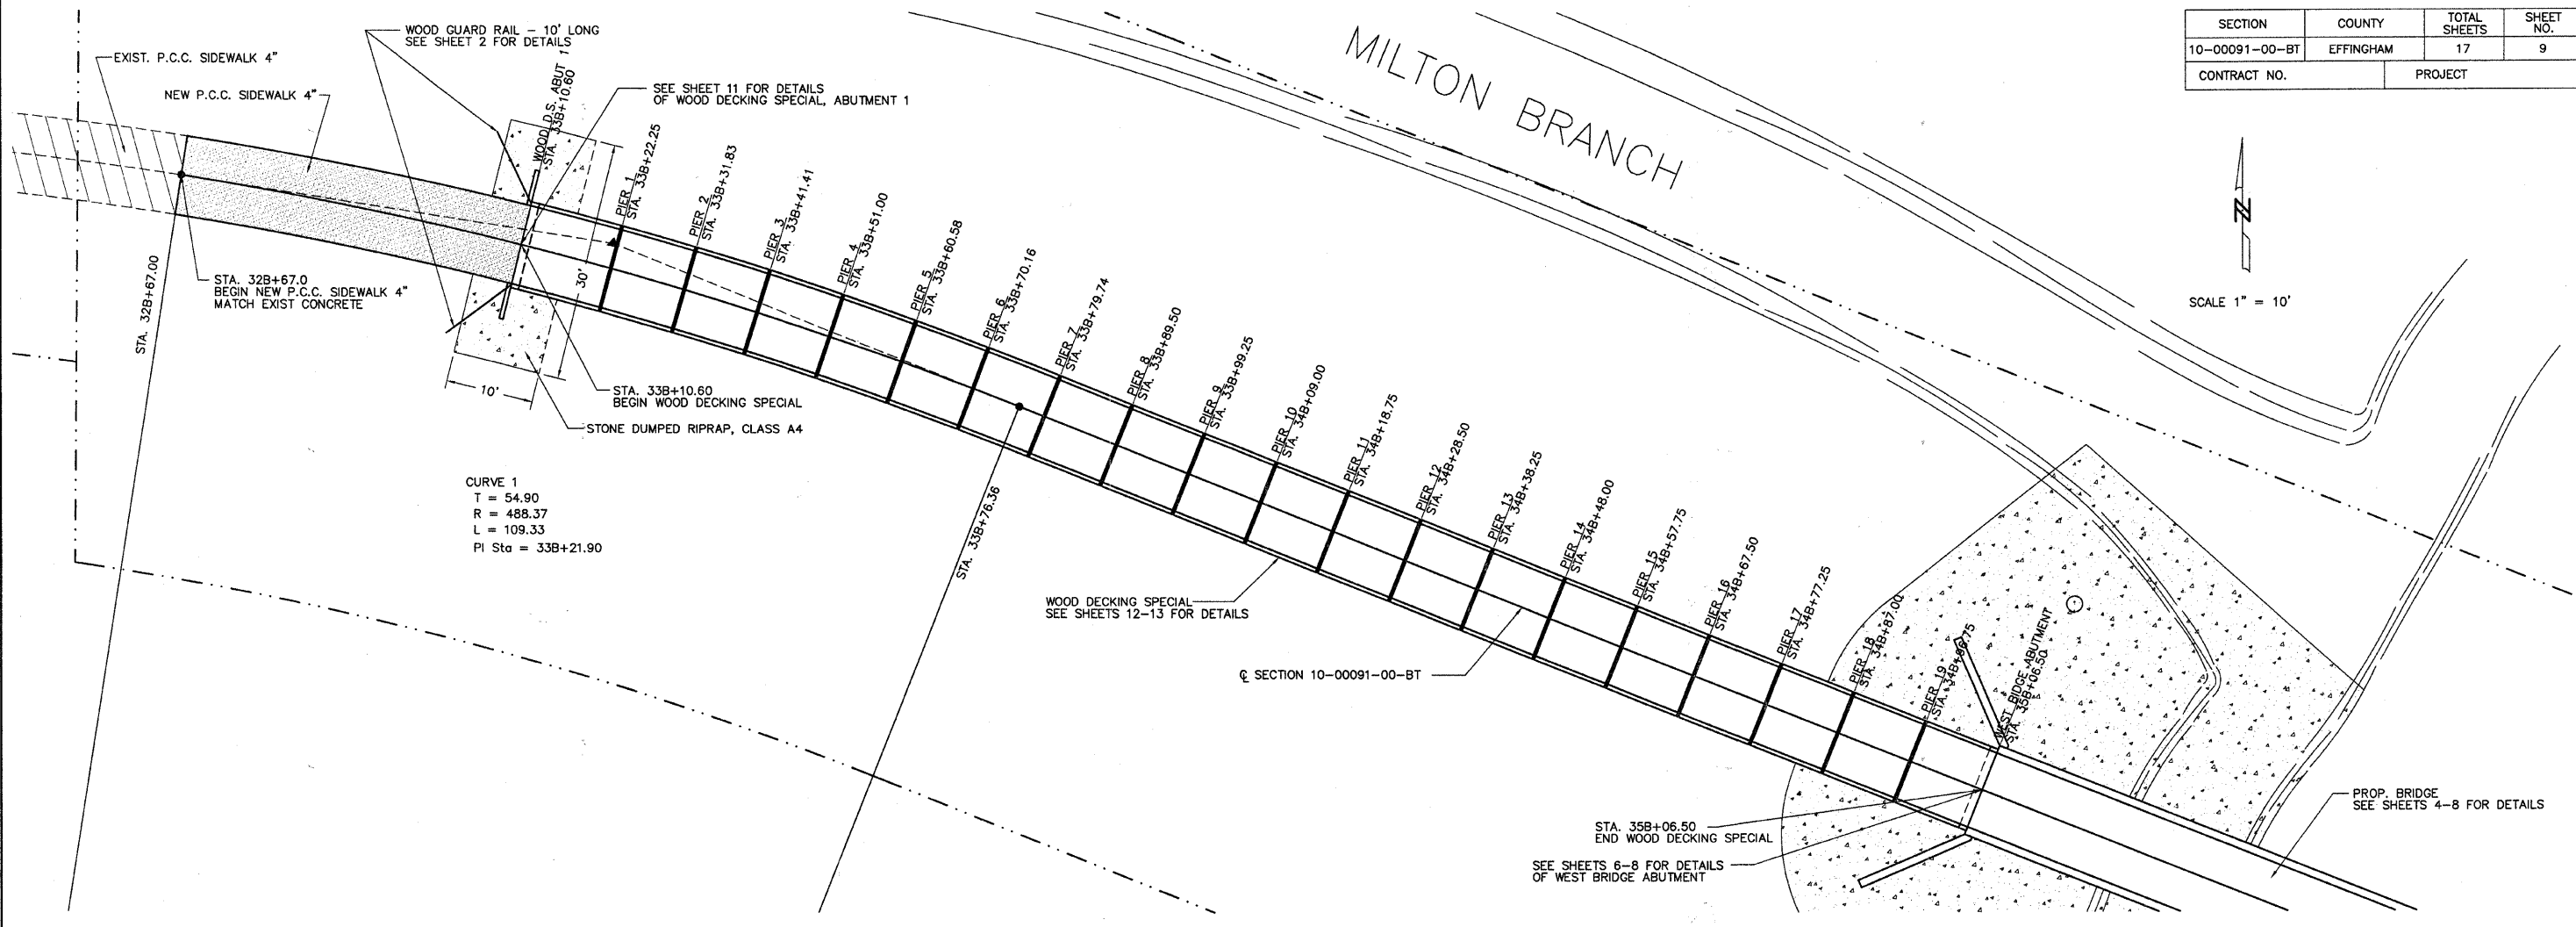 SECTION COUNTY TOTAL SHEETS SHEET NO.
10-00091-00-BT EFFINGHAM 17 9
CONTRACT NO. PROJECT
MILTON BRANCH
N
SCALE 1" = 10'
WOOD GUARD RAIL - 10' LONG
SEE SHEET 2 FOR DETAILS
EXIST. P.C.C. SIDEWALK 4"
NEW P.C.C. SIDEWALK 4"
SEE SHEET 11 FOR DETAILS
OF WOOD DECKING SPECIAL, ABUTMENT 1
WOOD D.S. ABUT 1
STA. 33B+10.60
PIER 1
STA. 33B+22.25
PIER 2
STA. 33B+31.83
PIER 3
STA. 33B+41.41
PIER 4
STA. 33B+51.00
PIER 5
STA. 33B+60.58
PIER 6
STA. 33B+70.16
PIER 7
STA. 33B+79.74
PIER 8
STA. 33B+89.50
PIER 9
STA. 33B+99.25
PIER 10
STA. 34B+09.00
PIER 11
STA. 34B+18.75
PIER 12
STA. 34B+28.50
PIER 13
STA. 34B+38.25
PIER 14
STA. 34B+48.00
PIER 15
STA. 34B+57.75
PIER 16
STA. 34B+67.50
PIER 17
STA. 34B+77.25
PIER 18
STA. 34B+87.00
PIER 19
STA. 34B+96.75
WEST BIDGE ABUTMENT
STA. 35B+06.50
30'
10'
STA. 32B+67.00
STA. 32B+67.0
BEGIN NEW P.C.C. SIDEWALK 4"
MATCH EXIST CONCRETE
STA. 33B+10.60
BEGIN WOOD DECKING SPECIAL
STONE DUMPED RIPRAP, CLASS A4
CURVE 1
T = 54.90
R = 488.37
L = 109.33
PI Sta = 33B+21.90
STA. 33B+76.36
WOOD DECKING SPECIAL
SEE SHEETS 12-13 FOR DETAILS
℄ SECTION 10-00091-00-BT
STA. 35B+06.50
END WOOD DECKING SPECIAL
SEE SHEETS 6-8 FOR DETAILS
OF WEST BRIDGE ABUTMENT
PROP. BRIDGE
SEE SHEETS 4-8 FOR DETAILS